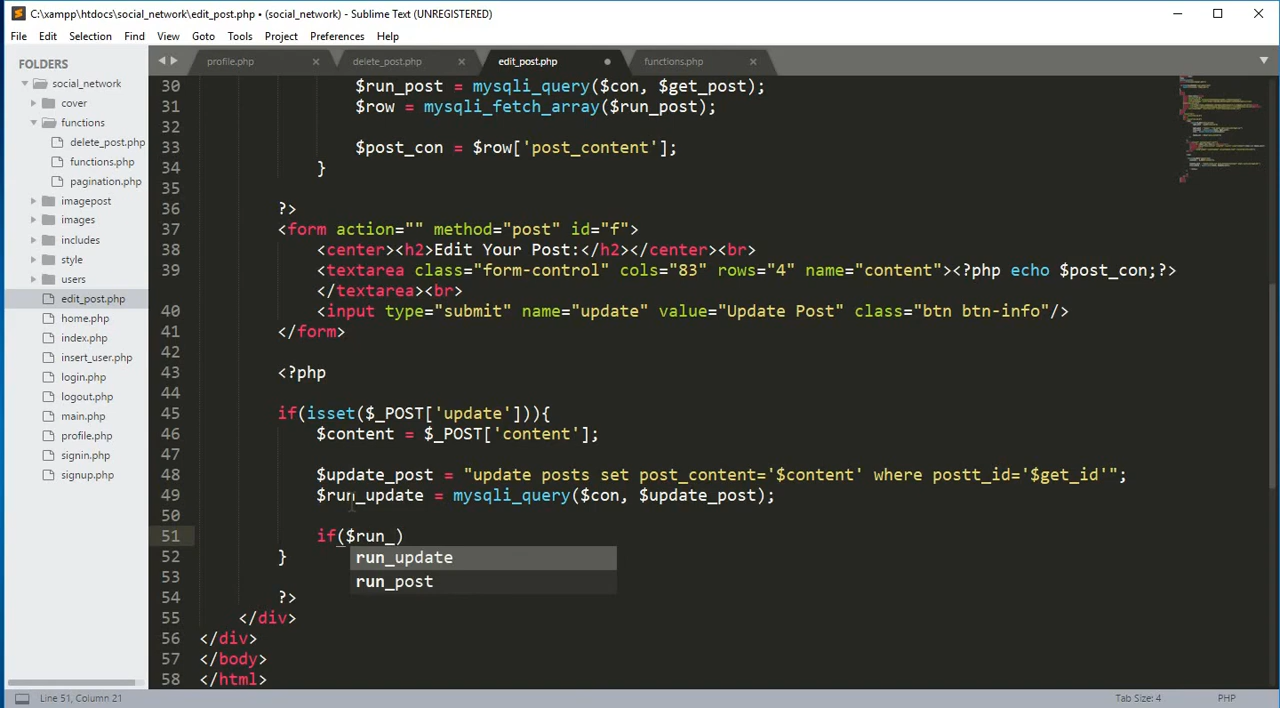 C:\xampp\htdocs\social_network\edit_post.php • (social_network) - Sublime Text (UNREGISTERED)
File Edit Selection Find View Goto Tools Project Preferences Help
FOLDERS
social_network
cover
functions
delete_post.php
functions.php
pagination.php
imagepost
images
includes
style
users
edit_post.php
home.php
index.php
insert_user.php
login.php
logout.php
main.php
profile.php
signin.php
signup.php
profile.php delete_post.php edit_post.php functions.php
30 $run_post = mysqli_query($con, $get_post);
31 $row = mysqli_fetch_array($run_post);
32
33 $post_con = $row['post_content'];
34 }
35
36 ?>
37 <form action="" method="post" id="f">
38 <center><h2>Edit Your Post:</h2></center><br>
39 <textarea class="form-control" cols="83" rows="4" name="content"><?php echo $post_con;?>
</textarea><br>
40 <input type="submit" name="update" value="Update Post" class="btn btn-info"/>
41 </form>
42
43 <?php
44
45 if(isset($_POST['update'])){
46 $content = $_POST['content'];
47
48 $update_post = "update posts set post_content='$content' where postt_id='$get_id'";
49 $run_update = mysqli_query($con, $update_post);
50
51 if($run_)
run_update
52 }
run_post
53
54 ?>
55 </div>
56 </div>
57 </body>
58 </html>
Line 51, Column 21 Tab Size: 4 PHP